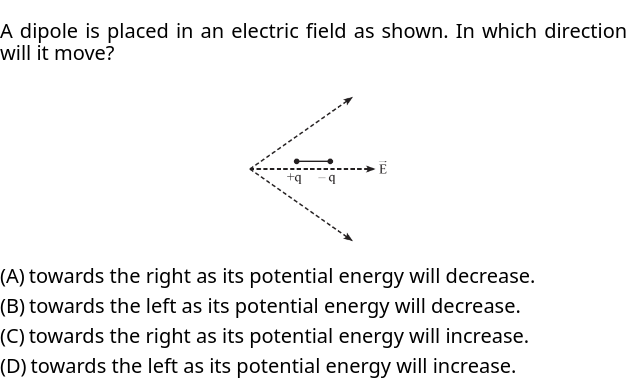 A dipole is placed in an electric field as shown. In which direction
will it move?
E⃗
+q – q
(A) towards the right as its potential energy will decrease.
(B) towards the left as its potential energy will decrease.
(C) towards the right as its potential energy will increase.
(D) towards the left as its potential energy will increase.